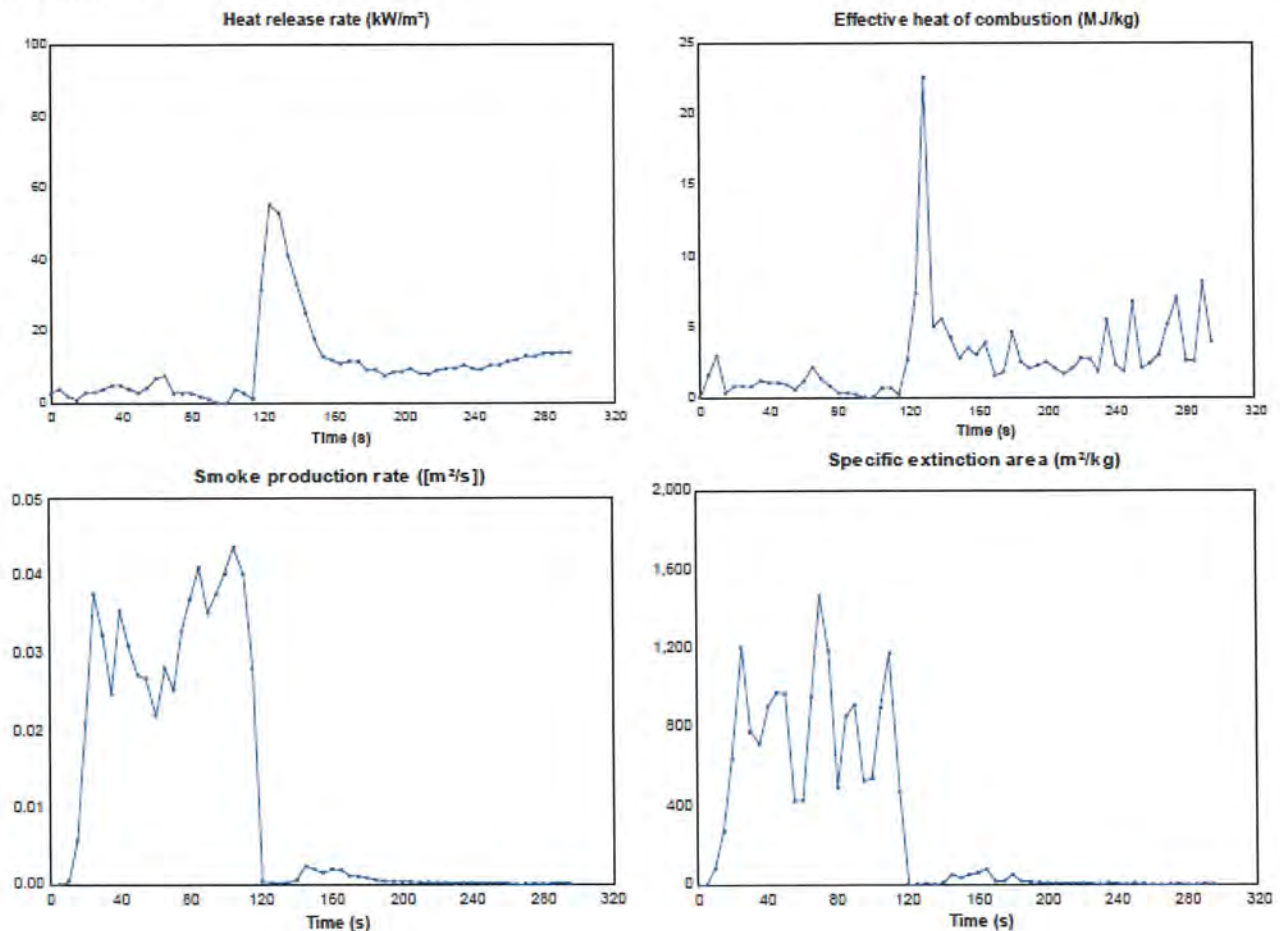 Heat release rate (kW/m²)
100
80
60
40
20
0
0 40 80 120 160 200 240 280 320
Time (s)
Effective heat of combustion (MJ/kg)
25
20
15
10
5
0
0 40 80 120 160 200 240 280 320
Time (s)
Smoke production rate ([m²/s])
0.05
0.04
0.03
0.02
0.01
0.00
0 40 80 120 160 200 240 280 320
Time (s)
Specific extinction area (m²/kg)
2,000
1,600
1,200
800
400
0
0 40 80 120 160 200 240 280 320
Time (s)